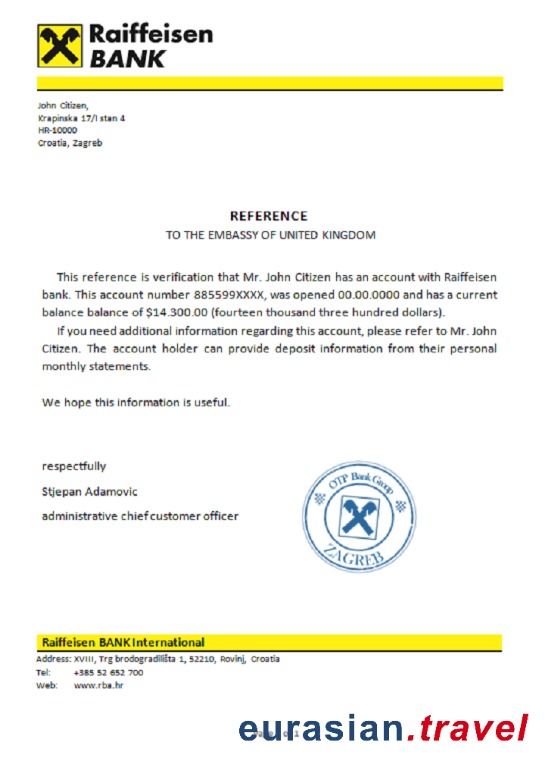 Raiffeisen
BANK
John Citizen,
Krapinska 17/I stan 4
HR-10000
Croatia, Zagreb
REFERENCE
TO THE EMBASSY OF UNITED KINGDOM
This reference is verification that Mr. John Citizen has an account with Raiffeisen
bank. This account number 885599XXXX, was opened 00.00.0000 and has a current
balance balance of $14.300.00 (fourteen thousand three hundred dollars).
If you need additional information regarding this account, please refer to Mr. John
Citizen. The account holder can provide deposit information from their personal
monthly statements.
We hope this information is useful.
respectfully
Stjepan Adamovic
administrative chief customer officer
OTP Bank Group
ZAGREB
Raiffeisen BANK International
Address: XVIII, Trg brodogradilišta 1, 52210, Rovinj, Croatia
Tel: +385 52 652 700
Web: www.rba.hr
eurasian.travel